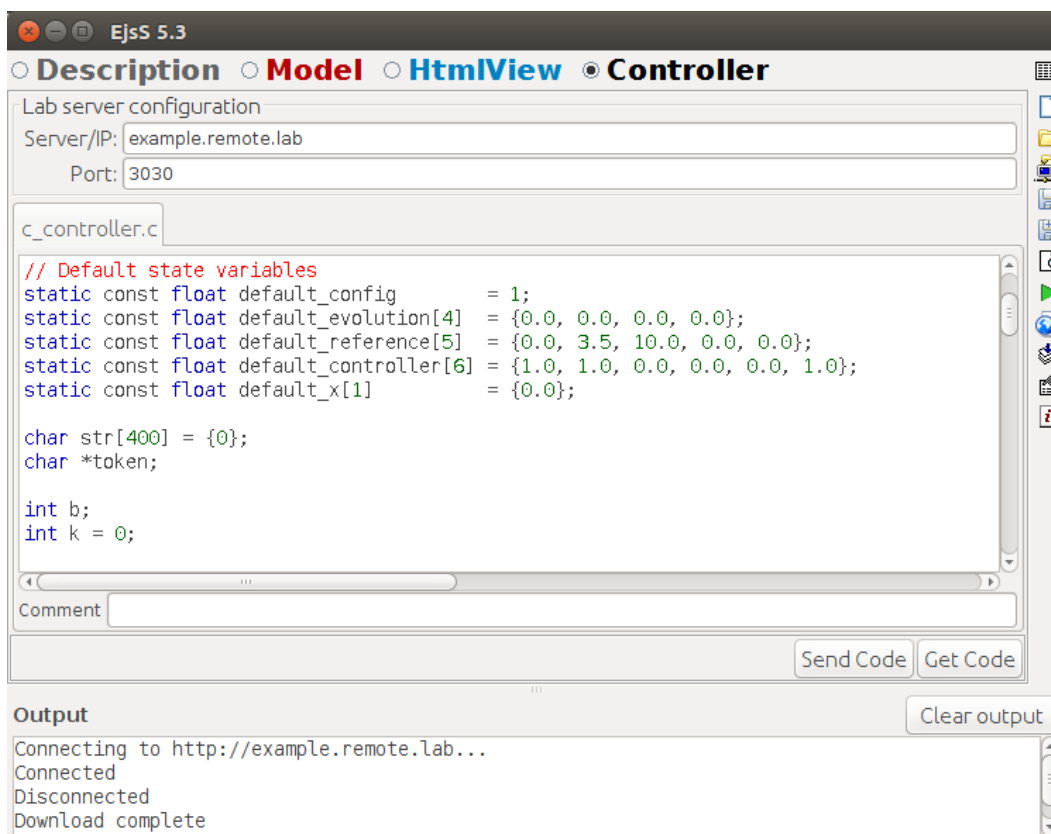 EjsS 5.3
Description Model HtmlView Controller
Lab server configuration
Server/IP: example.remote.lab
Port: 3030
c_controller.c
// Default state variables
static const float default_config        = 1;
static const float default_evolution[4]  = {0.0, 0.0, 0.0, 0.0};
static const float default_reference[5]  = {0.0, 3.5, 10.0, 0.0, 0.0};
static const float default_controller[6] = {1.0, 1.0, 0.0, 0.0, 0.0, 1.0};
static const float default_x[1]          = {0.0};
char str[400] = {0};
char *token;
int b;
int k = 0;
Comment
Send Code Get Code
Output Clear output
Connecting to http://example.remote.lab...
Connected
Disconnected
Download complete